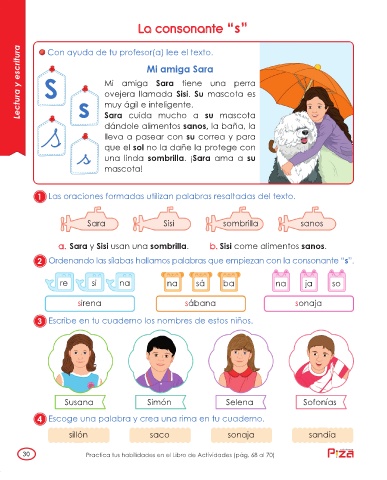 La consonante "s"
Lectura y escritura
Con ayuda de tu profesor(a) lee el texto.
Mi amiga Sara
S
s
s
s
Mi amiga Sara tiene una perra
ovejera llamada Sisi. Su mascota es
muy ágil e inteligente.
Sara cuida mucho a su mascota
dándole alimentos sanos, la baña, la
lleva a pasear con su correa y para
que el sol no la dañe la protege con
una linda sombrilla. ¡Sara ama a su
mascota!
1 Las oraciones formadas utilizan palabras resaltadas del texto.
Sara Sisi sombrilla sanos
a. Sara y Sisi usan una sombrilla. b. Sisi come alimentos sanos.
2 Ordenando las sílabas hallamos palabras que empiezan con la consonante "s".
re si na na sá ba na ja so
sirena sábana sonaja
3 Escribe en tu cuaderno los nombres de estos niños.
Susana Simón Selena Sofonías
4 Escoge una palabra y crea una rima en tu cuaderno.
sillón saco sonaja sandía
30 Practica tus habilidades en el Libro de Actividades (pág. 68 al 70)